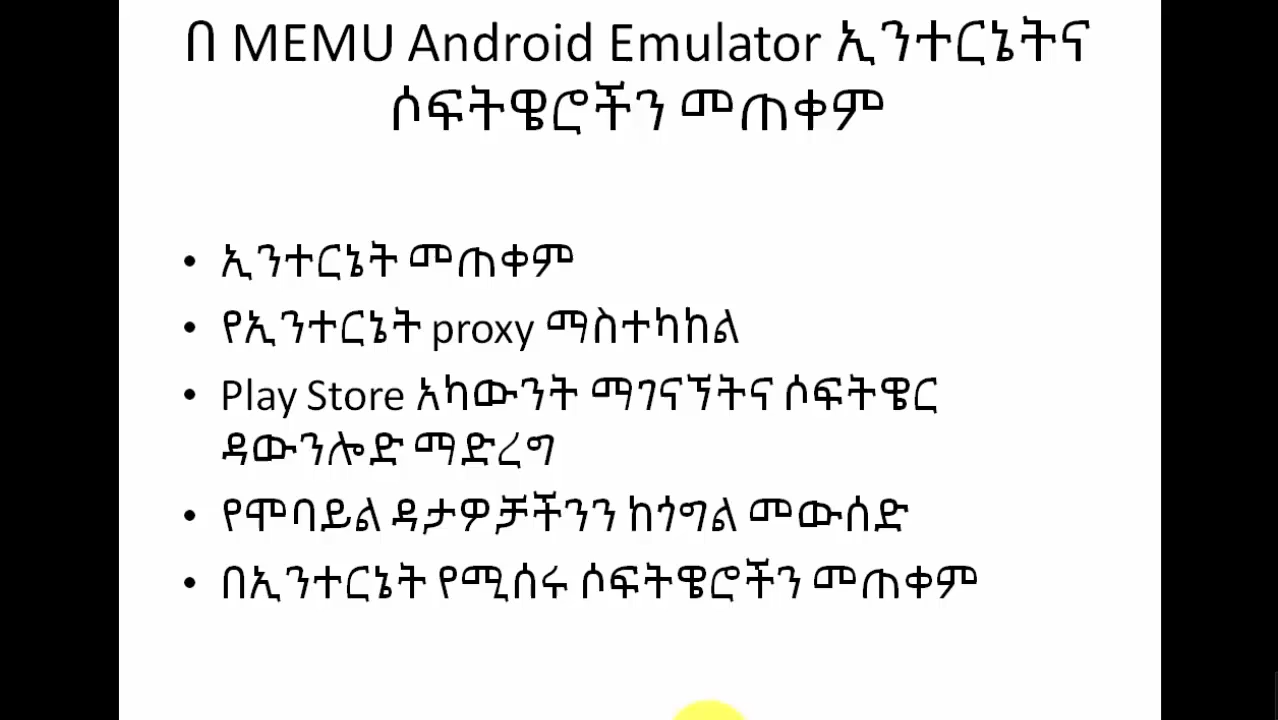 በ MEMU Android Emulator ኢንተርኔትና
ሶፍትዌሮችን መጠቀም
• ኢንተርኔት መጠቀም
• የኢንተርኔት proxy ማስተካከል
• Play Store አካውንት ማገናኘትና ሶፍትዌር
ዳውንሎድ ማድረግ
• የሞባይል ዳታዎቻችንን ከጎግል መውሰድ
• በኢንተርኔት የሚሰሩ ሶፍትዌሮችን መጠቀም